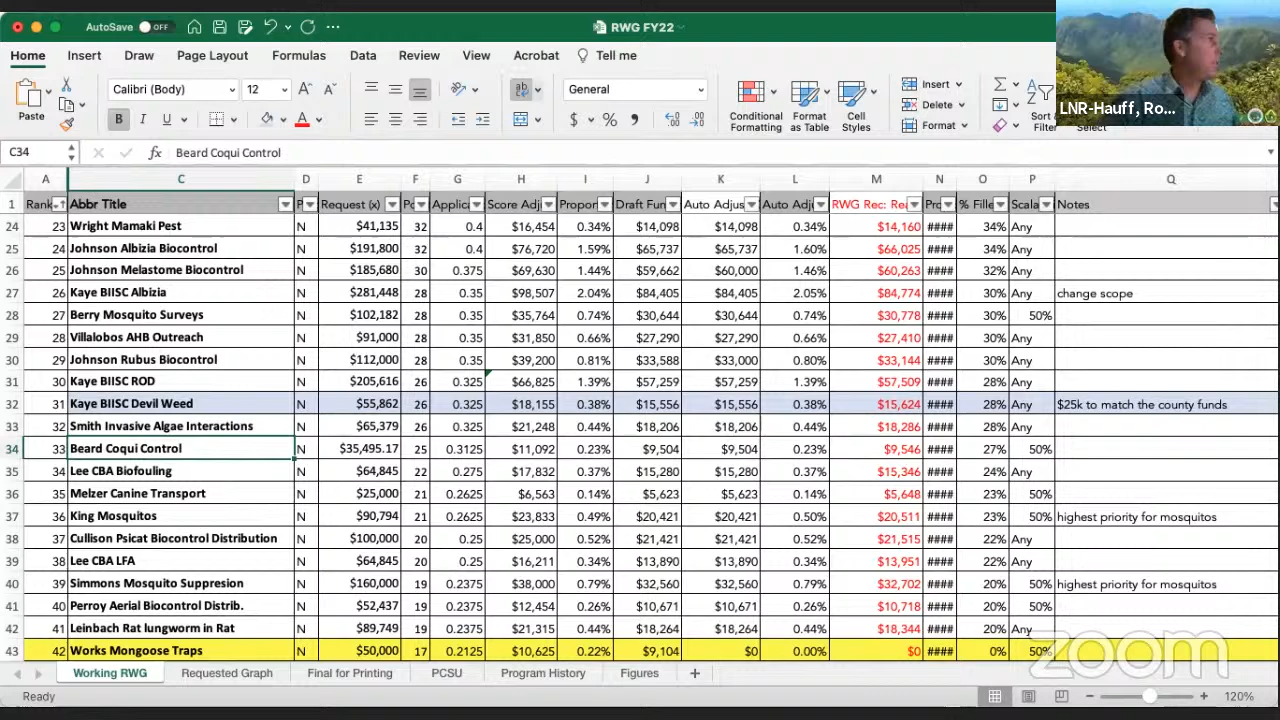 AutoSave OFF RWG FY22
Home Insert Draw Page Layout Formulas Data Review View Acrobat Tell me
Paste Calibri (Body) 12 A A ab General Insert Delete Format Conditional Formatting Format as Table Cell Styles Sort Filter Select
B I U A $ % 9
LNR-Hauff, Ro...
C34 fx Beard Coqui Control
A C D E F G H I J K L M N O P Q
1 Rank Abbr Title P Request (x) Po Applica Score Adj Propor Draft Fun Auto Adjus Auto Adj RWG Rec: Re Pro % Fille Scala Notes
24 23 Wright Mamaki Pest N $41,135 32 0.4 $16,454 0.34% $14,098 $14,098 0.34% $14,160 #### 34% Any
25 24 Johnson Albizia Biocontrol N $191,800 32 0.4 $76,720 1.59% $65,737 $65,737 1.60% $66,025 #### 34% Any
26 25 Johnson Melastome Biocontrol N $185,680 30 0.375 $69,630 1.44% $59,662 $60,000 1.46% $60,263 #### 32% Any
27 26 Kaye BIISC Albizia N $281,448 28 0.35 $98,507 2.04% $84,405 $84,405 2.05% $84,774 #### 30% Any change scope
28 27 Berry Mosquito Surveys N $102,182 28 0.35 $35,764 0.74% $30,644 $30,644 0.74% $30,778 #### 30% 50%
29 28 Villalobos AHB Outreach N $91,000 28 0.35 $31,850 0.66% $27,290 $27,290 0.66% $27,410 #### 30% Any
30 29 Johnson Rubus Biocontrol N $112,000 28 0.35 $39,200 0.81% $33,588 $33,000 0.80% $33,144 #### 30% Any
31 30 Kaye BIISC ROD N $205,616 26 0.325 $66,825 1.39% $57,259 $57,259 1.39% $57,509 #### 28% Any
32 31 Kaye BIISC Devil Weed N $55,862 26 0.325 $18,155 0.38% $15,556 $15,556 0.38% $15,624 #### 28% Any $25k to match the county funds
33 32 Smith Invasive Algae Interactions N $65,379 26 0.325 $21,248 0.44% $18,206 $18,206 0.44% $18,286 #### 28% Any
34 33 Beard Coqui Control N $35,495.17 25 0.3125 $11,092 0.23% $9,504 $9,504 0.23% $9,546 #### 27% 50%
35 34 Lee CBA Biofouling N $64,845 22 0.275 $17,832 0.37% $15,280 $15,280 0.37% $15,346 #### 24% Any
36 35 Melzer Canine Transport N $25,000 21 0.2625 $6,563 0.14% $5,623 $5,623 0.14% $5,648 #### 23% 50%
37 36 King Mosquitos N $90,794 21 0.2625 $23,833 0.49% $20,421 $20,421 0.50% $20,511 #### 23% 50% highest priority for mosquitos
38 37 Cullison Psicat Biocontrol Distribution N $100,000 20 0.25 $25,000 0.52% $21,421 $21,421 0.52% $21,515 #### 22% Any
39 38 Lee CBA LFA N $64,845 20 0.25 $16,211 0.34% $13,890 $13,890 0.34% $13,951 #### 22% Any
40 39 Simmons Mosquito Suppresion N $160,000 19 0.2375 $38,000 0.79% $32,560 $32,560 0.79% $32,702 #### 20% 50% highest priority for mosquitos
41 40 Perroy Aerial Biocontrol Distrib. N $52,437 19 0.2375 $12,454 0.26% $10,671 $10,671 0.26% $10,718 #### 20% 50%
42 41 Leinbach Rat lungworm in Rat N $89,749 19 0.2375 $21,315 0.44% $18,264 $18,264 0.44% $18,344 #### 20% Any
43 42 Works Mongoose Traps N $50,000 17 0.2125 $10,625 0.22% $9,104 $0 0.00% $0 #### 0% 50%
zoom
Working RWG Requested Graph Final for Printing PCSU Program History Figures +
Ready 120%